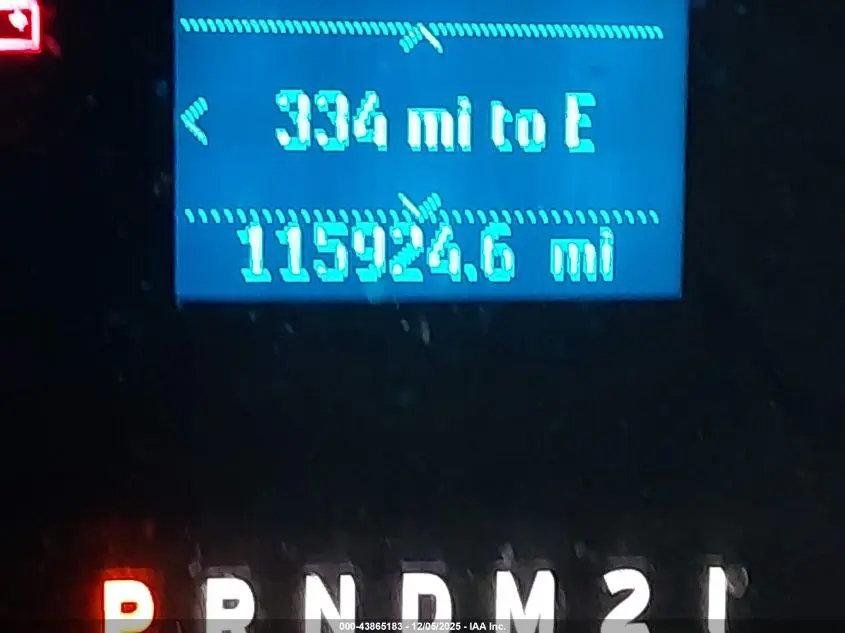 < 334 mi to E
115924.6 mi
P R N D M 2 1
000-43865183 - 12/05/2025 - IAA Inc.